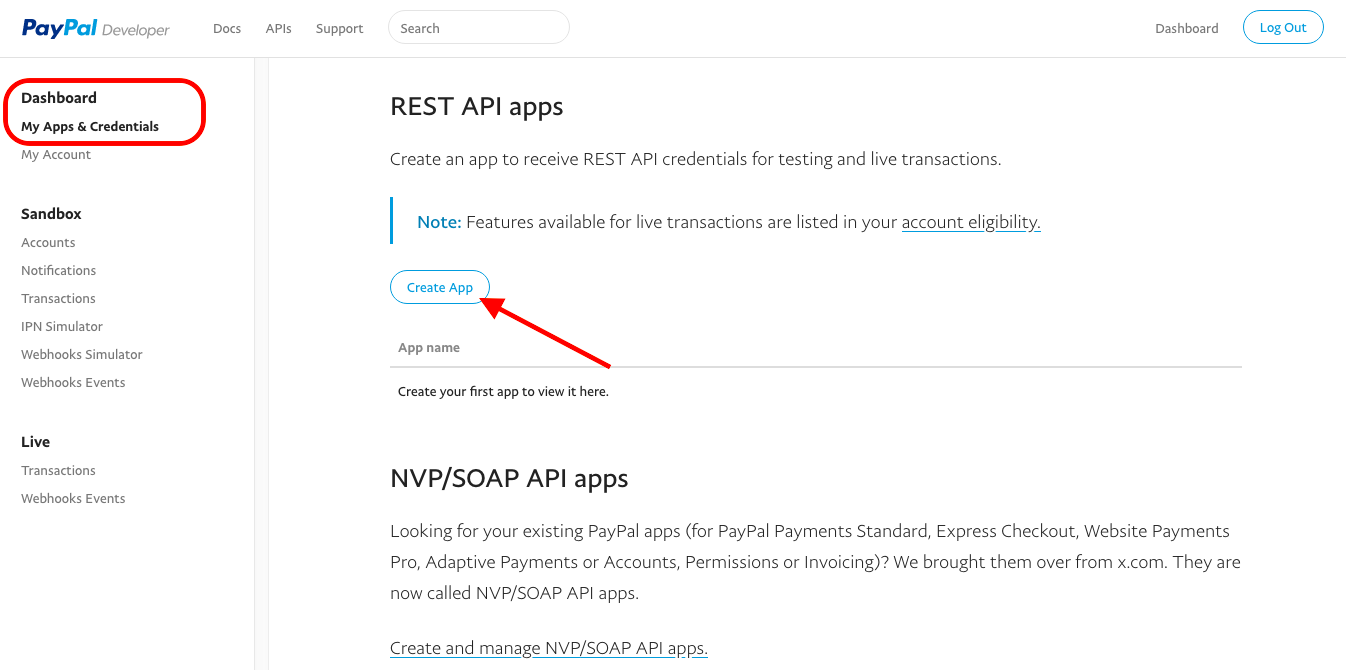 PayPal Developer
Docs APIs Support Search Dashboard Log Out
Dashboard
My Apps & Credentials
My Account
Sandbox
Accounts
Notifications
Transactions
IPN Simulator
Webhooks Simulator
Webhooks Events
Live
Transactions
Webhooks Events
REST API apps
Create an app to receive REST API credentials for testing and live transactions.
Note: Features available for live transactions are listed in your account eligibility.
Create App
App name
Create your first app to view it here.
NVP/SOAP API apps
Looking for your existing PayPal apps (for PayPal Payments Standard, Express Checkout, Website Payments
Pro, Adaptive Payments or Accounts, Permissions or Invoicing)? We brought them over from x.com. They are
now called NVP/SOAP API apps.
Create and manage NVP/SOAP API apps.